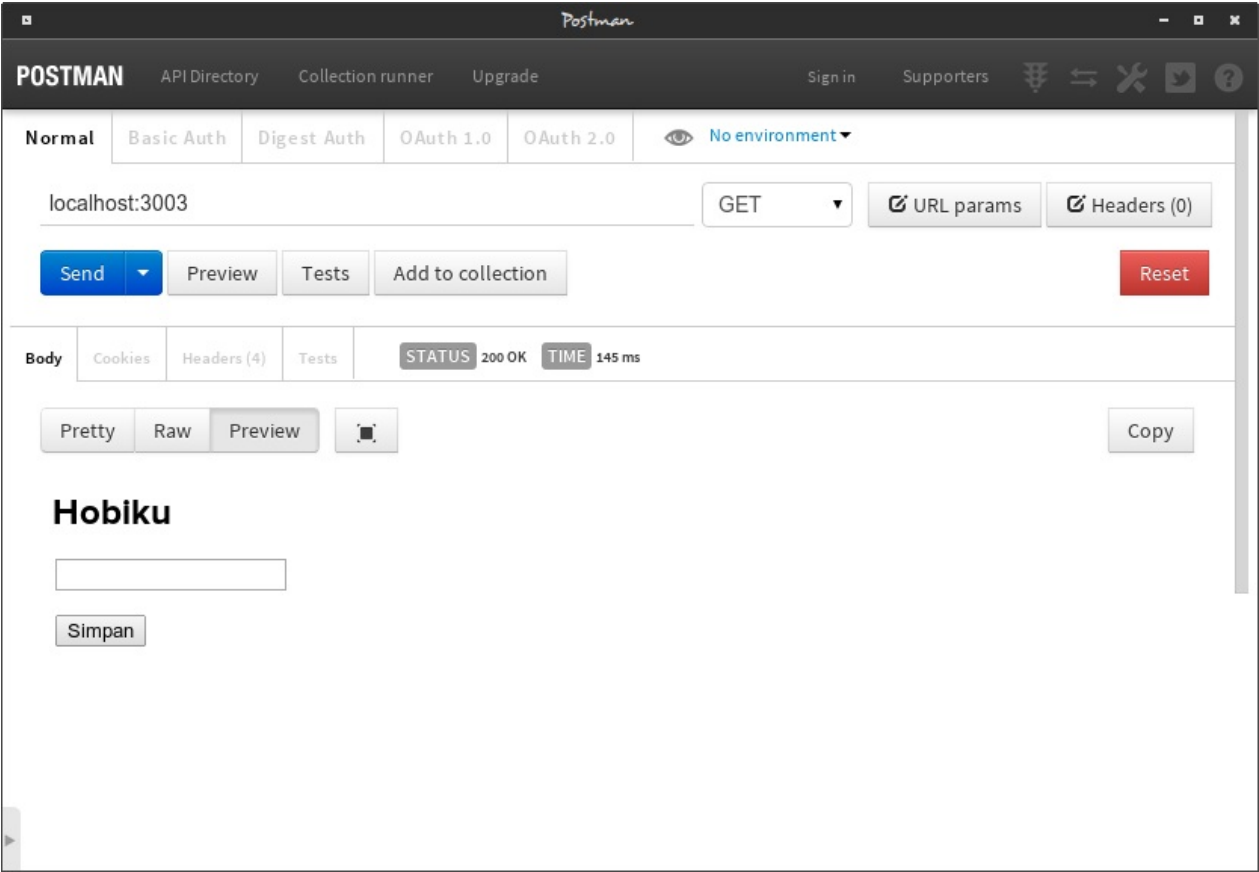 Postman
POSTMAN API Directory Collection runner Upgrade Sign in Supporters
Normal Basic Auth Digest Auth OAuth 1.0 OAuth 2.0 No environment
localhost:3003 GET URL params Headers (0)
Send Preview Tests Add to collection Reset
Body Cookies Headers (4) Tests STATUS 200 OK TIME 145 ms
Pretty Raw Preview Copy
Hobiku
Simpan